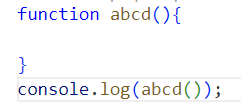 function abcd(){
}
console.log(abcd());